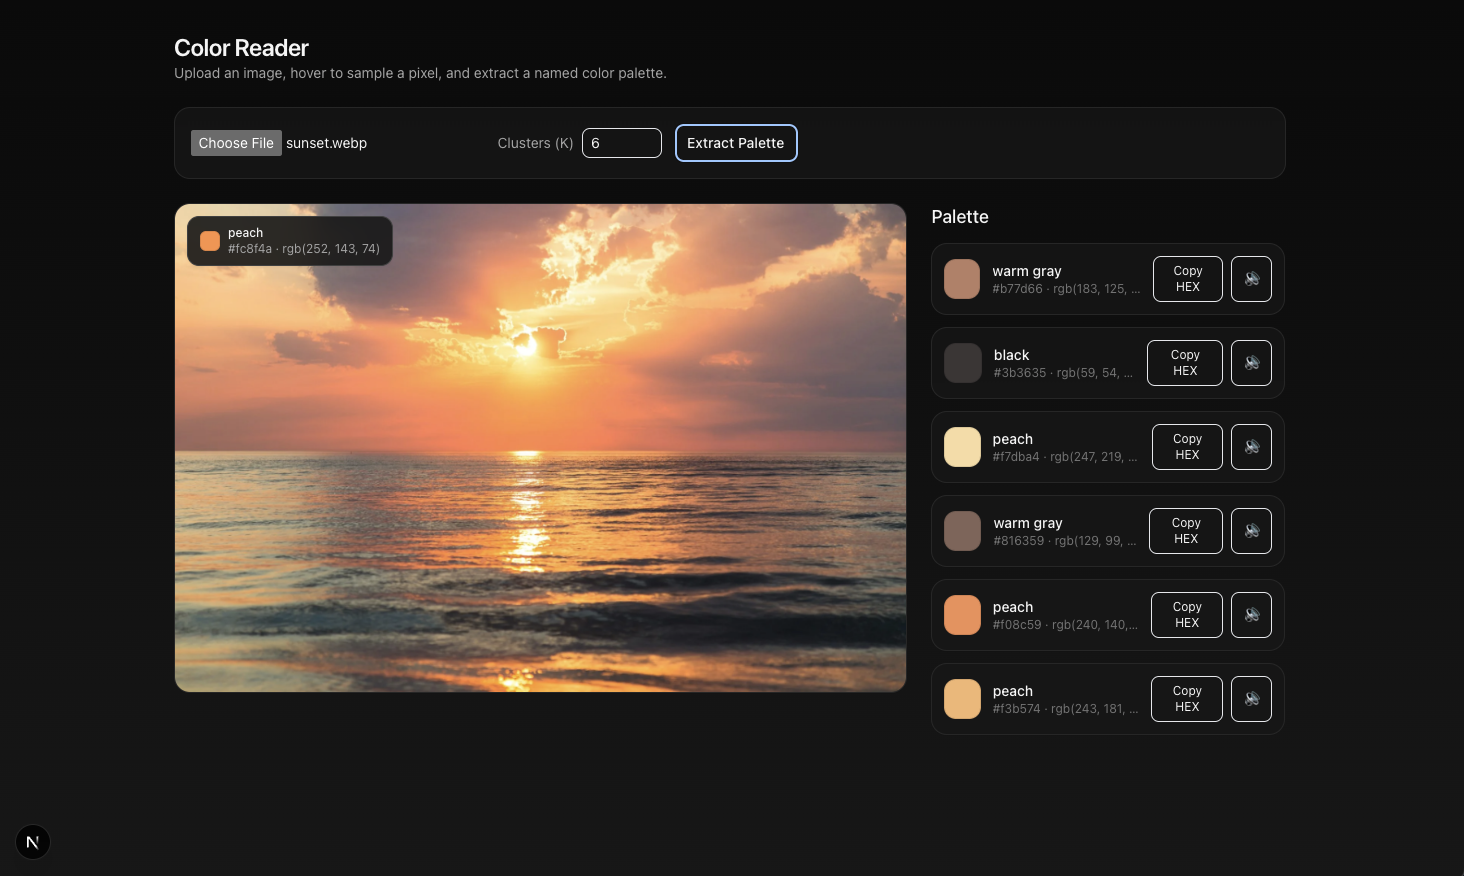 Color Reader
Upload an image, hover to sample a pixel, and extract a named color palette.
Choose File sunset.webp
Clusters (K) 6
Extract Palette
peach
#fc8f4a · rgb(252, 143, 74)
Palette
warm gray
#b77d66 · rgb(183, 125, ...
Copy
HEX
black
#3b3635 · rgb(59, 54, ...
Copy
HEX
peach
#f7dba4 · rgb(247, 219, ...
Copy
HEX
warm gray
#816359 · rgb(129, 99, ...
Copy
HEX
peach
#f08c59 · rgb(240, 140,...
Copy
HEX
peach
#f3b574 · rgb(243, 181, ...
Copy
HEX
N